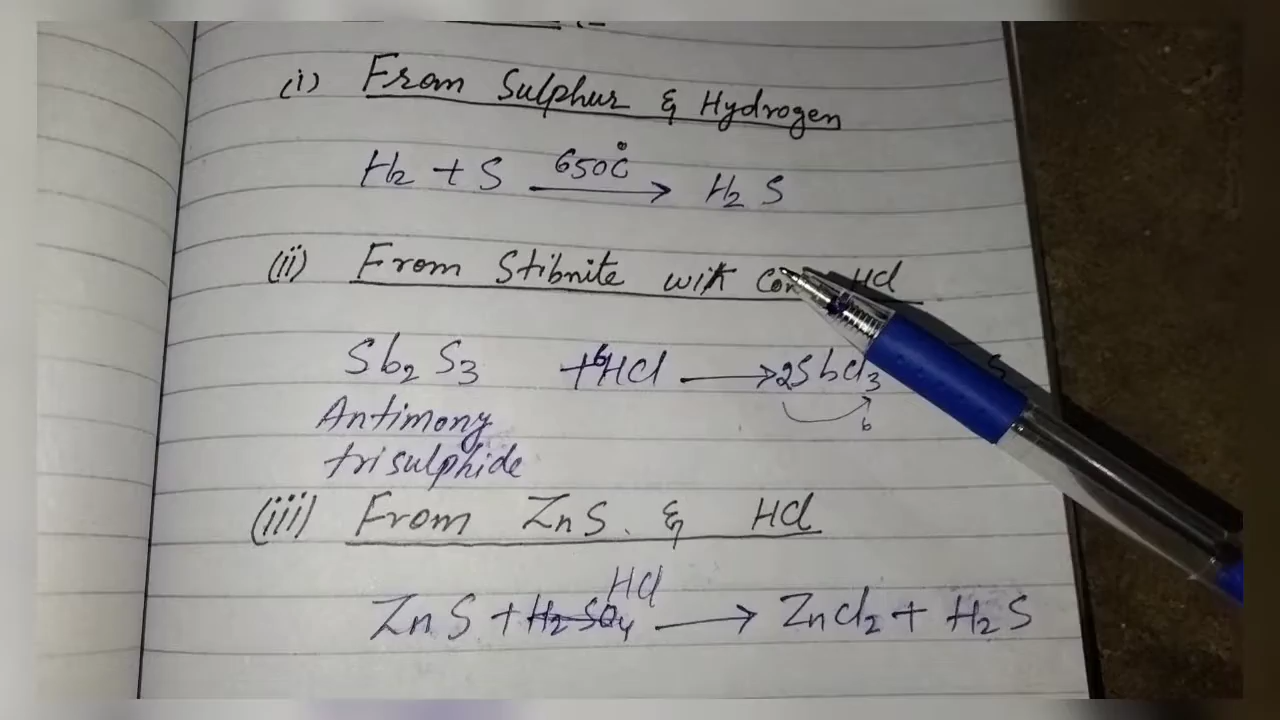 (i) From Sulphur & Hydrogen
H₂ + S 650°C → H₂S
(ii) From Stibnite with HCl
Sb₂S₃ + 6HCl → 2SbCl₃ S
6
Antimony
trisulphide
(iii) From ZnS. & HCl
HCl
ZnS + H₂SO₄ → ZnCl₂ + H₂S